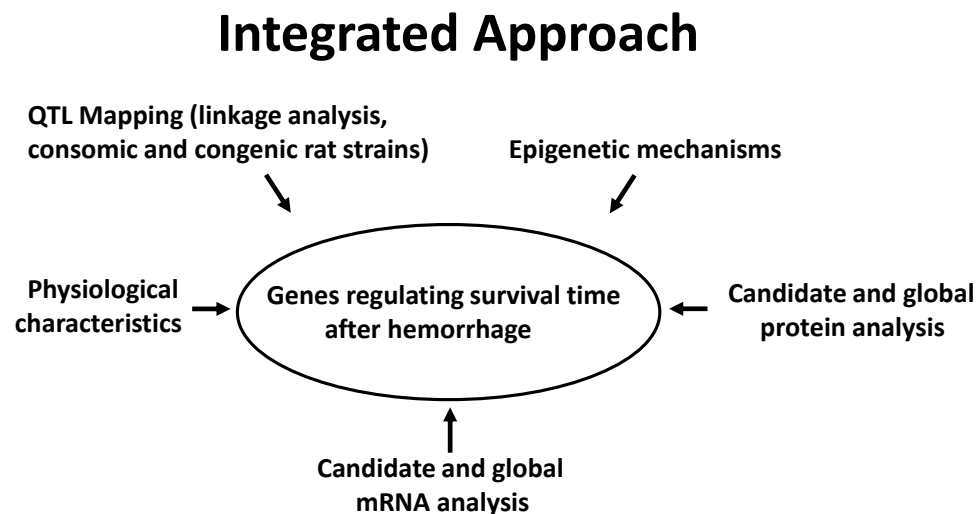 Integrated Approach
QTL Mapping (linkage analysis,
consomic and congenic rat strains)
Epigenetic mechanisms
Physiological
characteristics
Genes regulating survival time
after hemorrhage
Candidate and global
protein analysis
Candidate and global
mRNA analysis